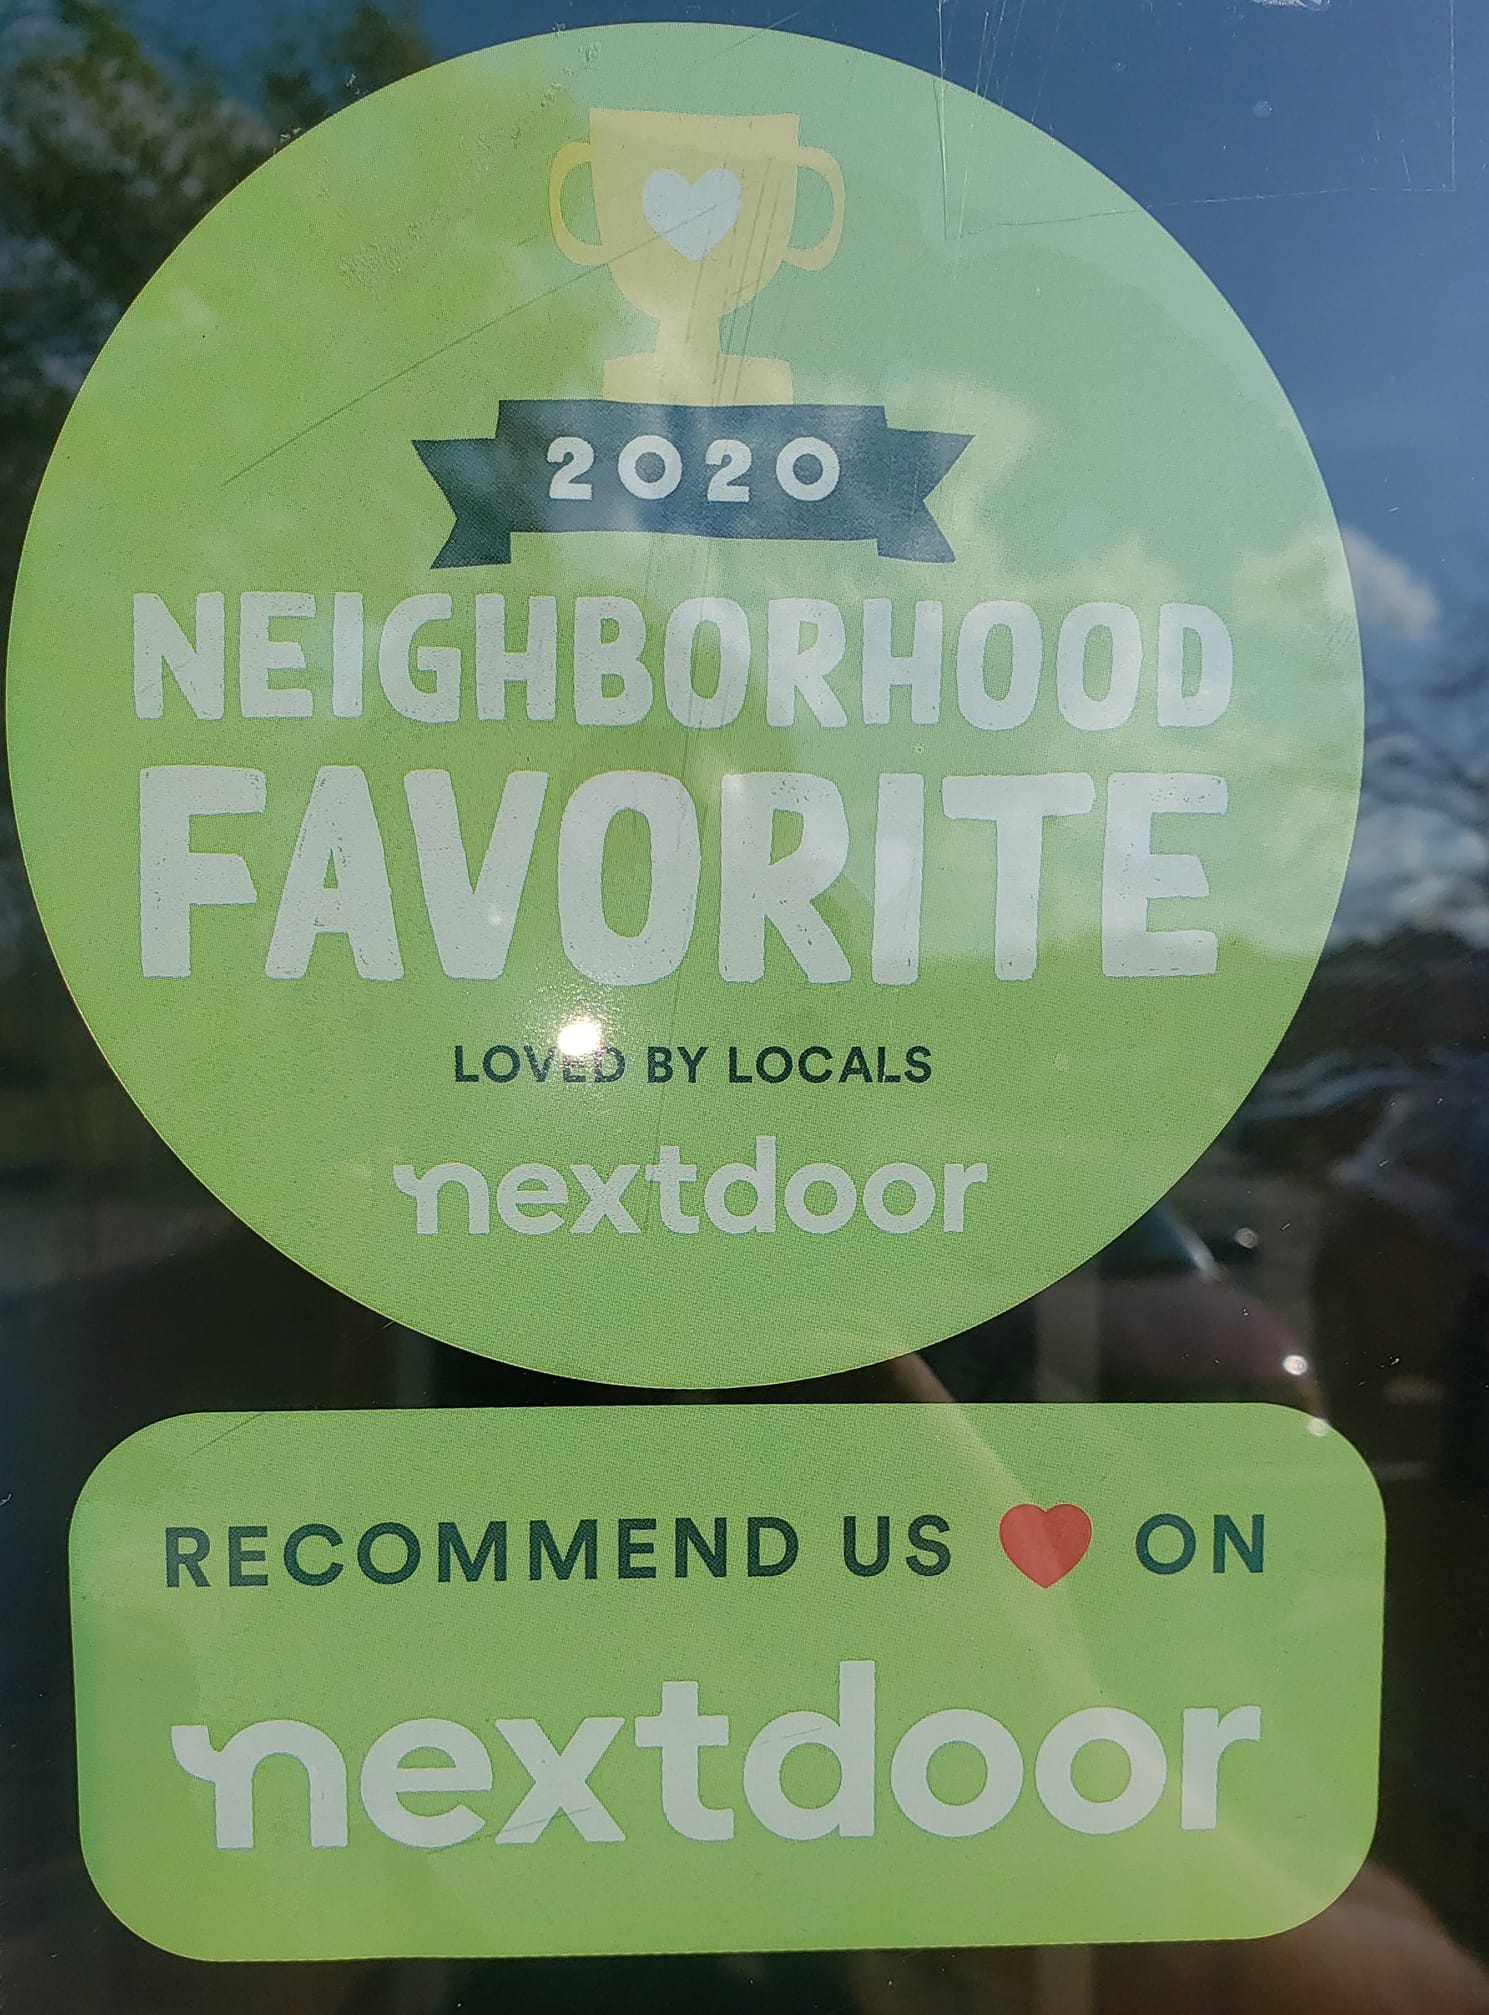 2020
NEIGHBORHOOD
FAVORITE
LOVED BY LOCALS
nextdoor
RECOMMEND US ❤ ON
nextdoor